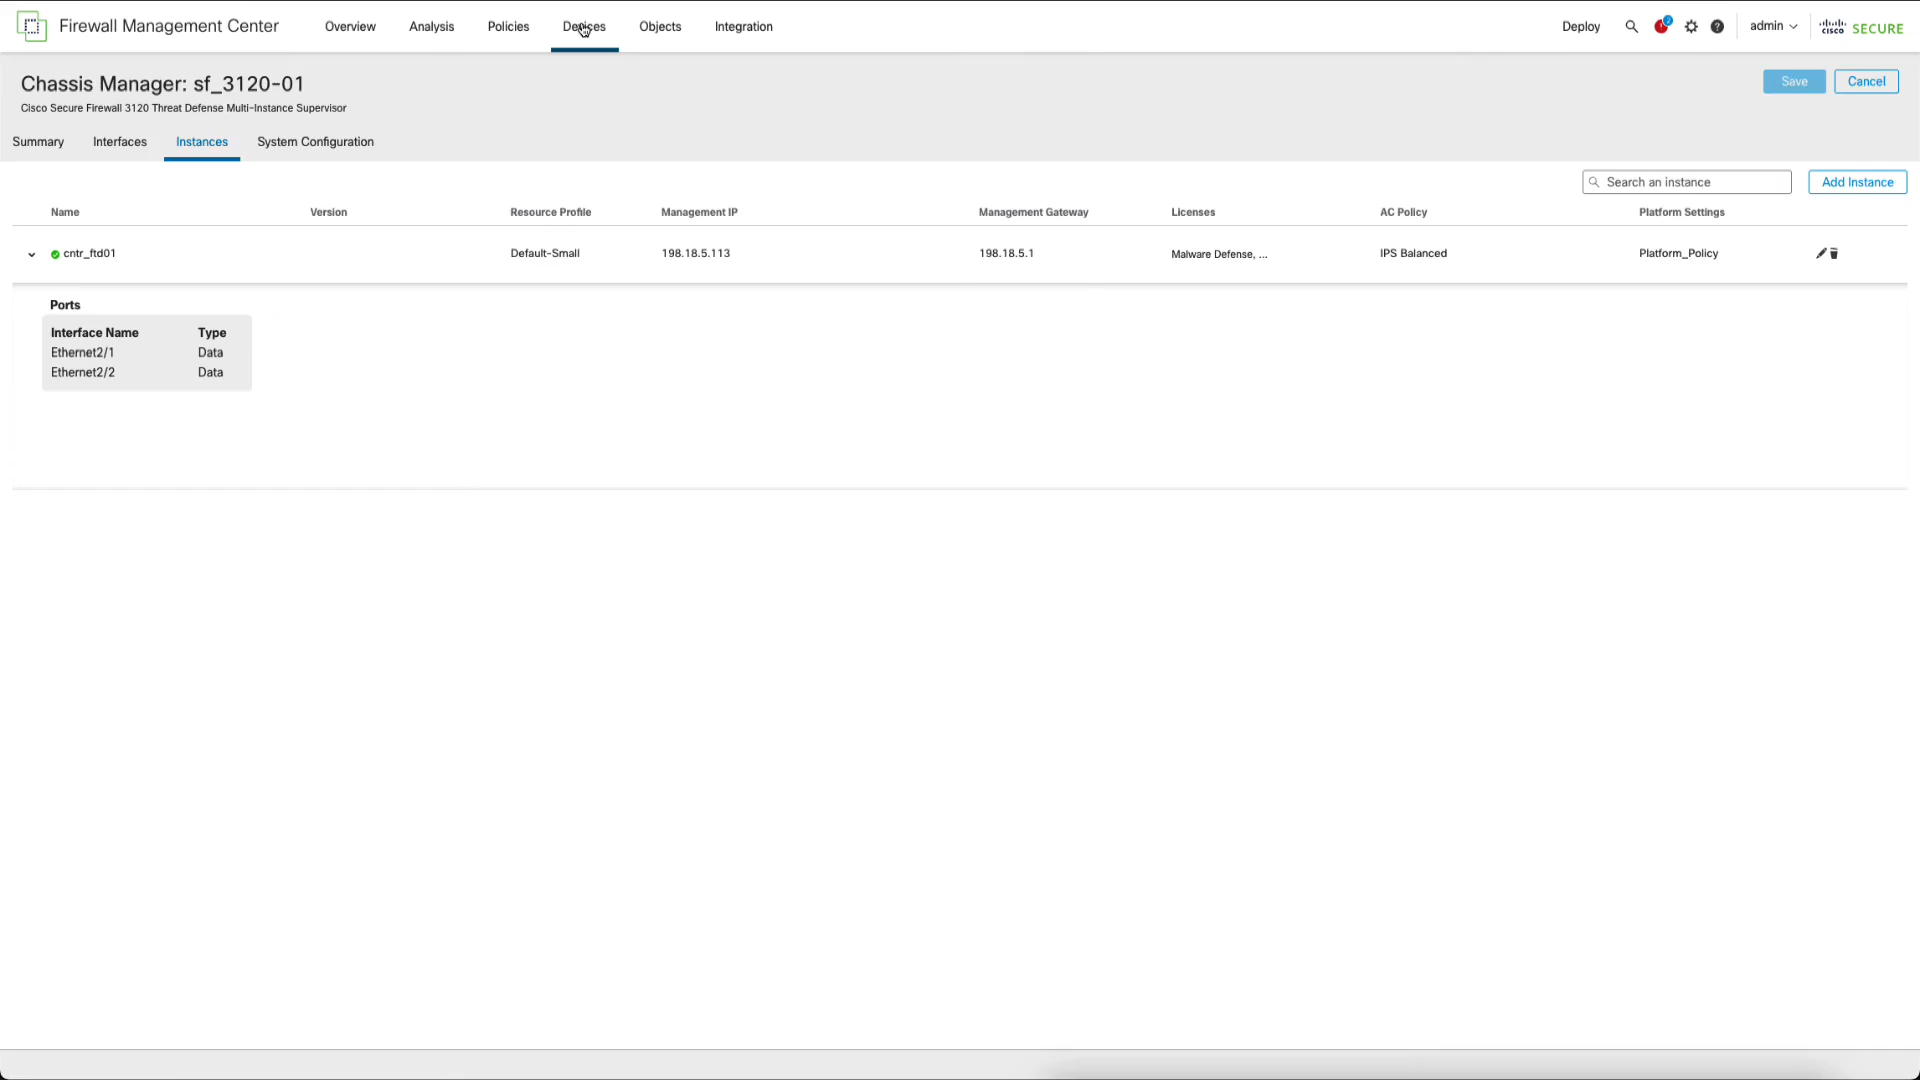 Firewall Management Center
Overview Analysis Policies Devices Objects Integration
Deploy 2 admin cisco SECURE
Chassis Manager: sf_3120-01
Save Cancel
Cisco Secure Firewall 3120 Threat Defense Multi-Instance Supervisor
Summary Interfaces Instances System Configuration
Search an instance Add Instance
Name Version Resource Profile Management IP Management Gateway Licenses AC Policy Platform Settings
cntr_ftd01 Default-Small 198.18.5.113 198.18.5.1 Malware Defense, ... IPS Balanced Platform_Policy
Ports
Interface Name Type
Ethernet2/1 Data
Ethernet2/2 Data